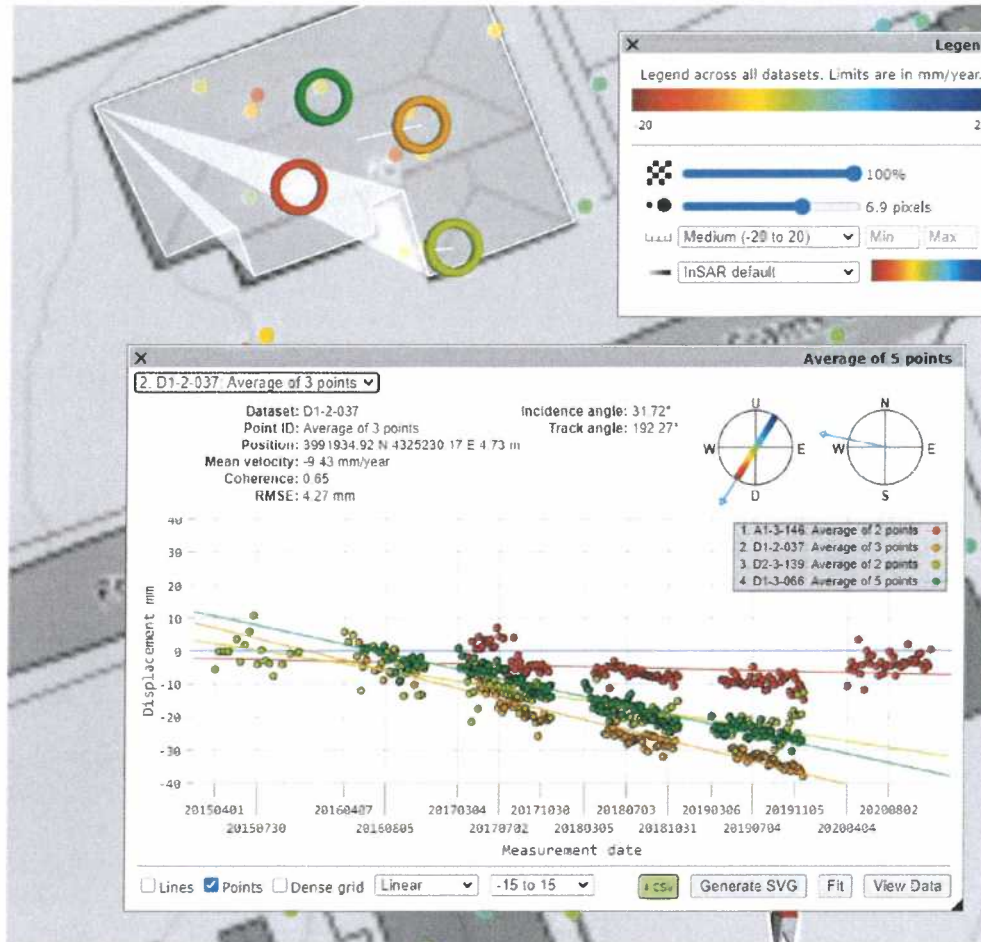 Legen
Legend across all datasets. Limits are in mm/year.
-20 2
100%
6.9 pixels
Medium (-20 to 20) Min Max
InSAR default
Average of 5 points
2. D1-2-037: Average of 3 points
Dataset: D1-2-037
Point ID: Average of 3 points
Position: 3991934.92 N 4325230.17 E 4.73 m
Mean velocity: -9.43 mm/year
Coherence: 0.65
RMSE: 4.27 mm
Incidence angle: 31.72°
Track angle: 192.27°
U
W E
D
N
W E
S
1. A1-3-146: Average of 2 points
2. D1-2-037: Average of 3 points
3. D2-3-139: Average of 2 points
4. D1-3-066: Average of 5 points
Displacement mm
40
30
20
10
0
-10
-20
-30
-40
20150401 20160407 20170304 20171030 20180703 20190306 20191105 20200802
20150730 20160805 20170702 20180305 20181031 20190704 20200404
Measurement date
Lines Points Dense grid Linear -15 to 15 CSV Generate SVG Fit View Data